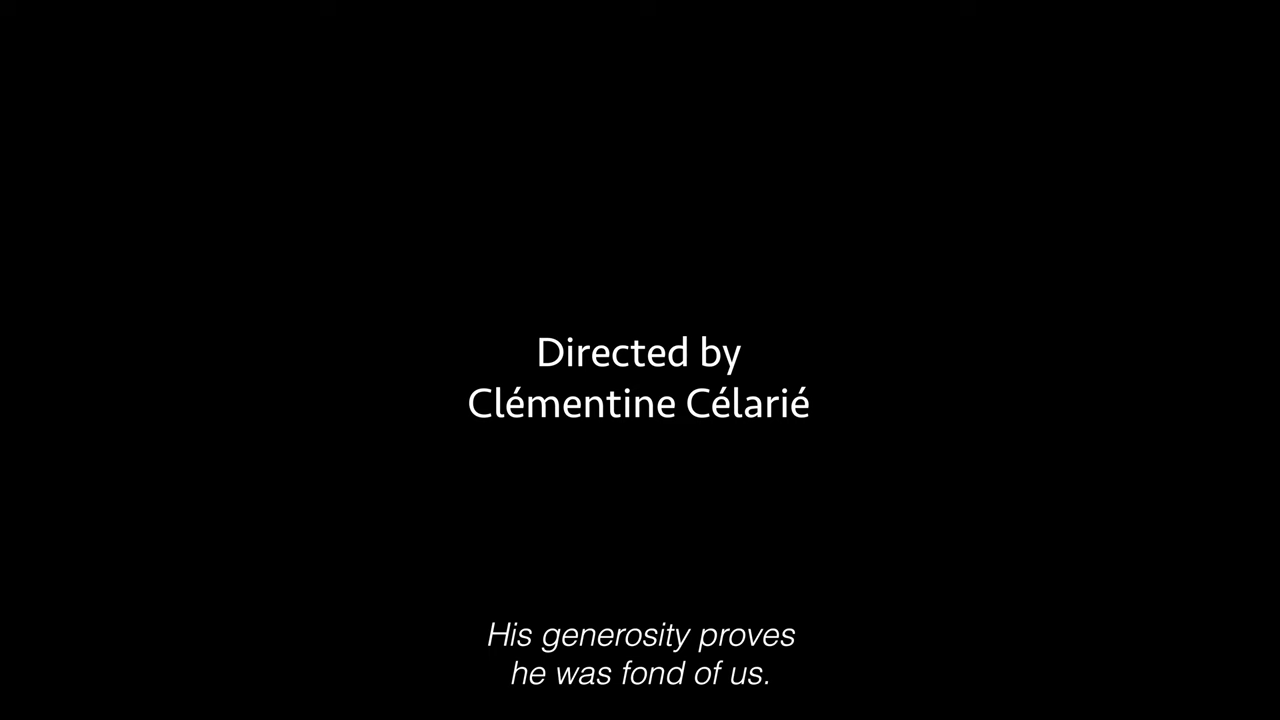 Directed by
Clémentine Célarié
His generosity proves
he was fond of us.